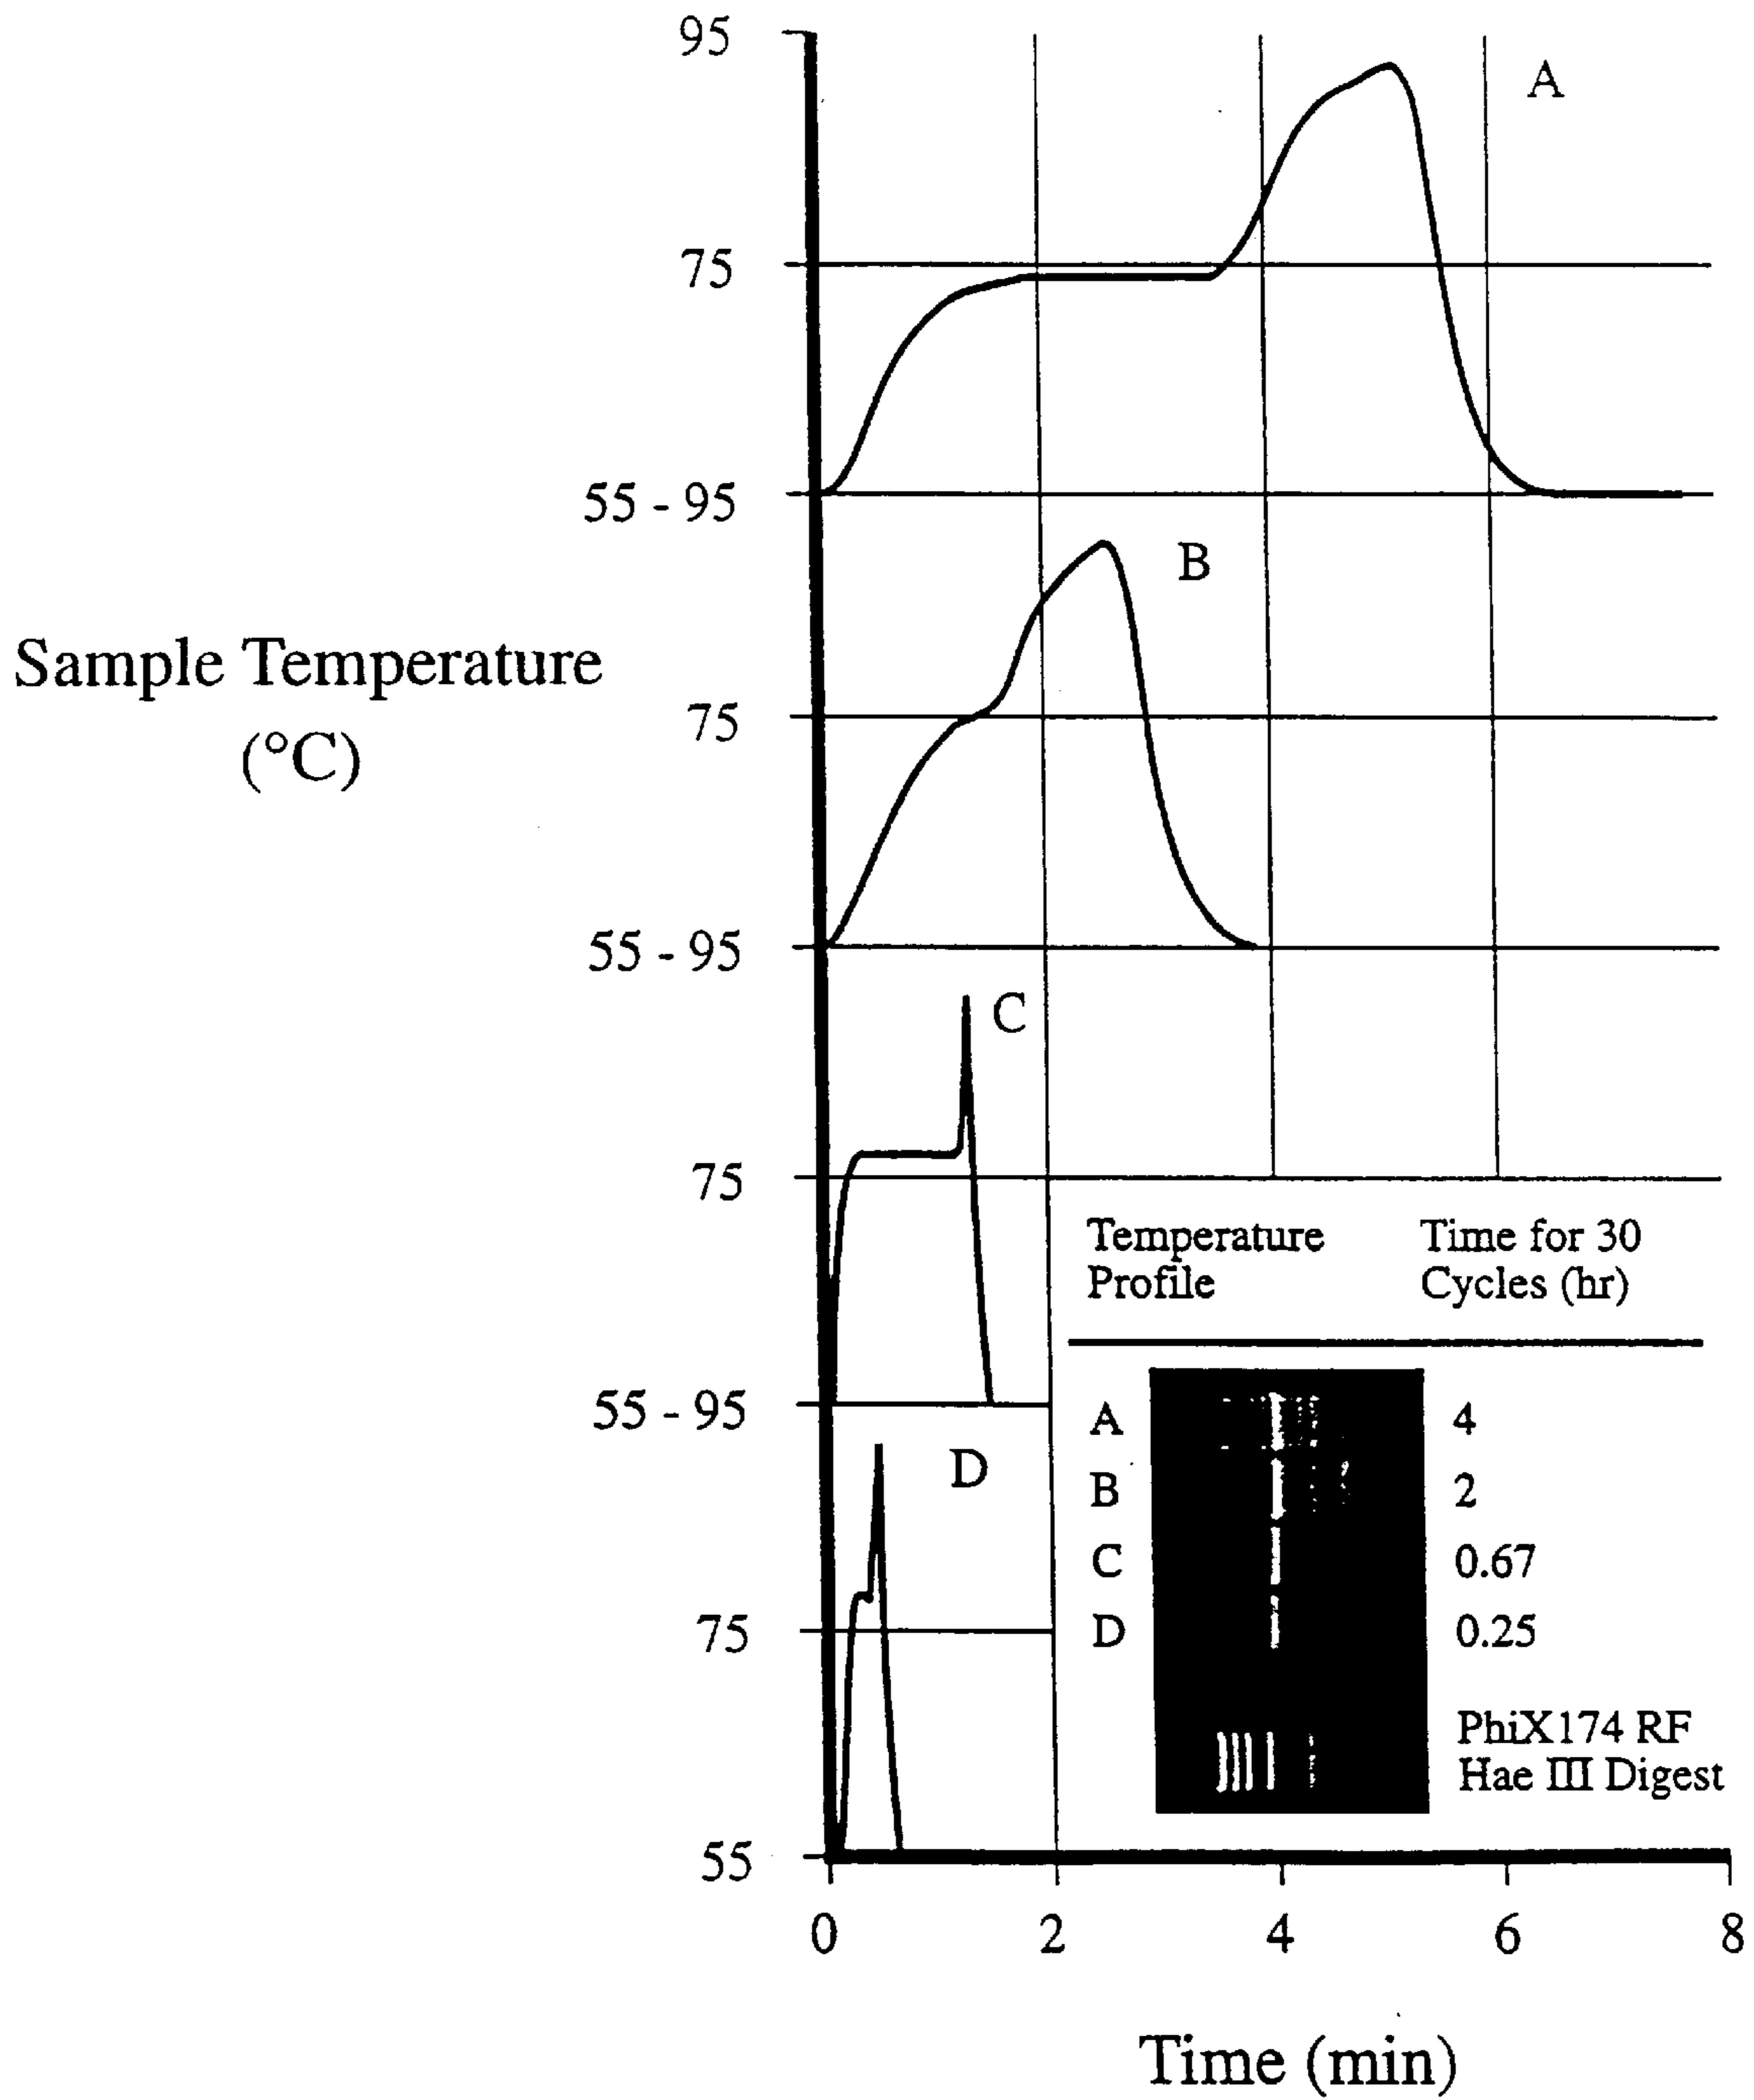 95
A
75
55 - 95
B
Sample Temperature
(°C)
75
55 - 95
C
75
Temperature Profile
Time for 30 Cycles (hr)
55 - 95
A 4
D
B 2
C 0.67
75
D 0.25
PhiX174 RF
Hae III Digest
55
0 2 4 6 8
Time (min)